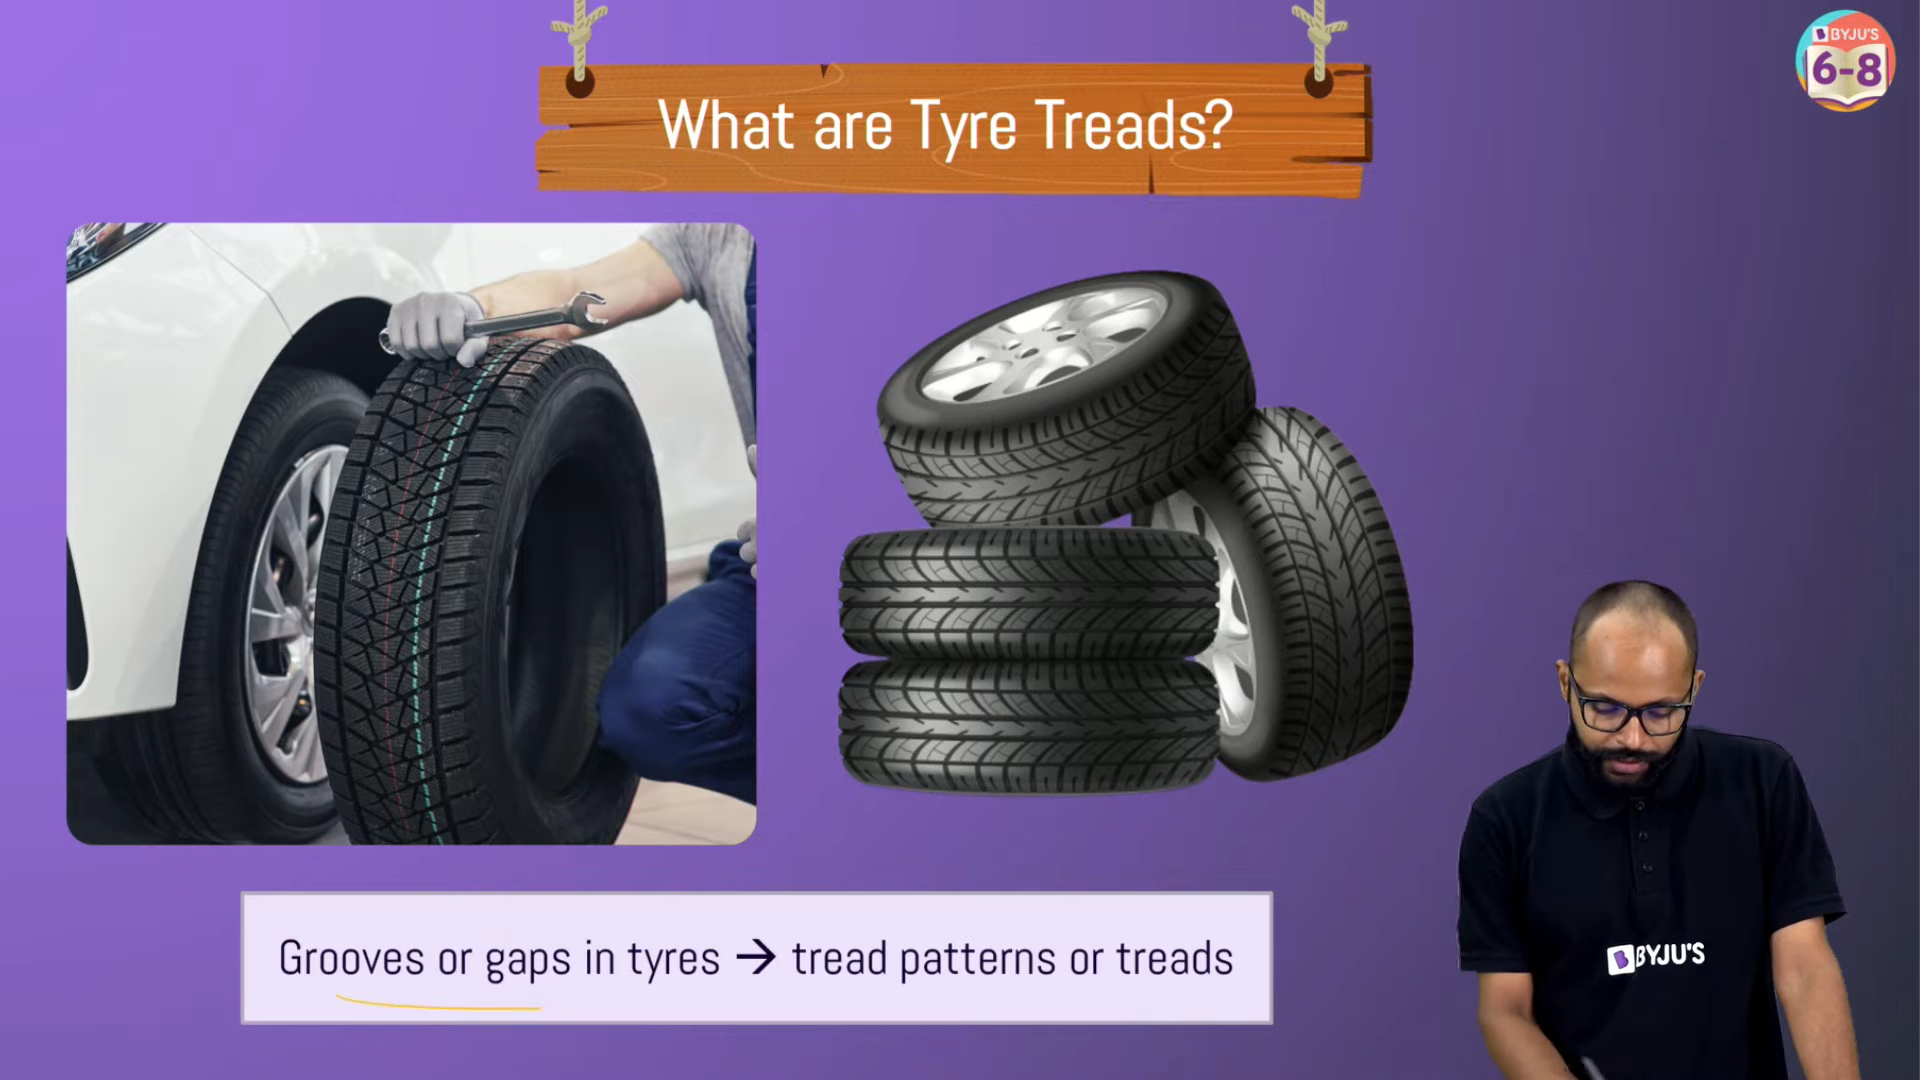 What are Tyre Treads?
BYJU'S
6-8
Grooves or gaps in tyres → tread patterns or treads
BYJU'S